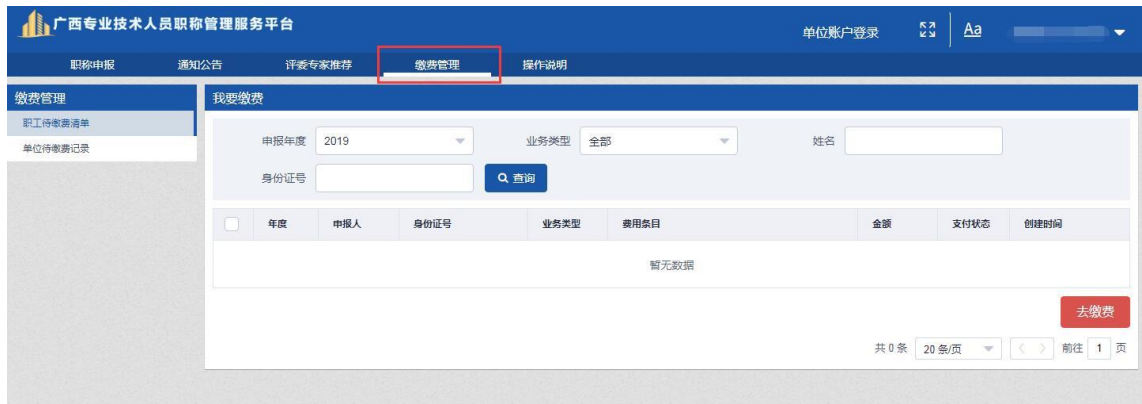 广西专业技术人员职称管理服务平台
单位账户登录 Aa
职称申报 通知公告 评委专家推荐 缴费管理 操作说明
缴费管理
职工待缴费清单
单位待缴费记录
我要缴费
申报年度 2019 业务类型 全部 姓名
身份证号 查询
年度 申报人 身份证号 业务类型 费用条目 金额 支付状态 创建时间
暂无数据
去缴费
共 0 条 20 条/页 < > 前往 1 页